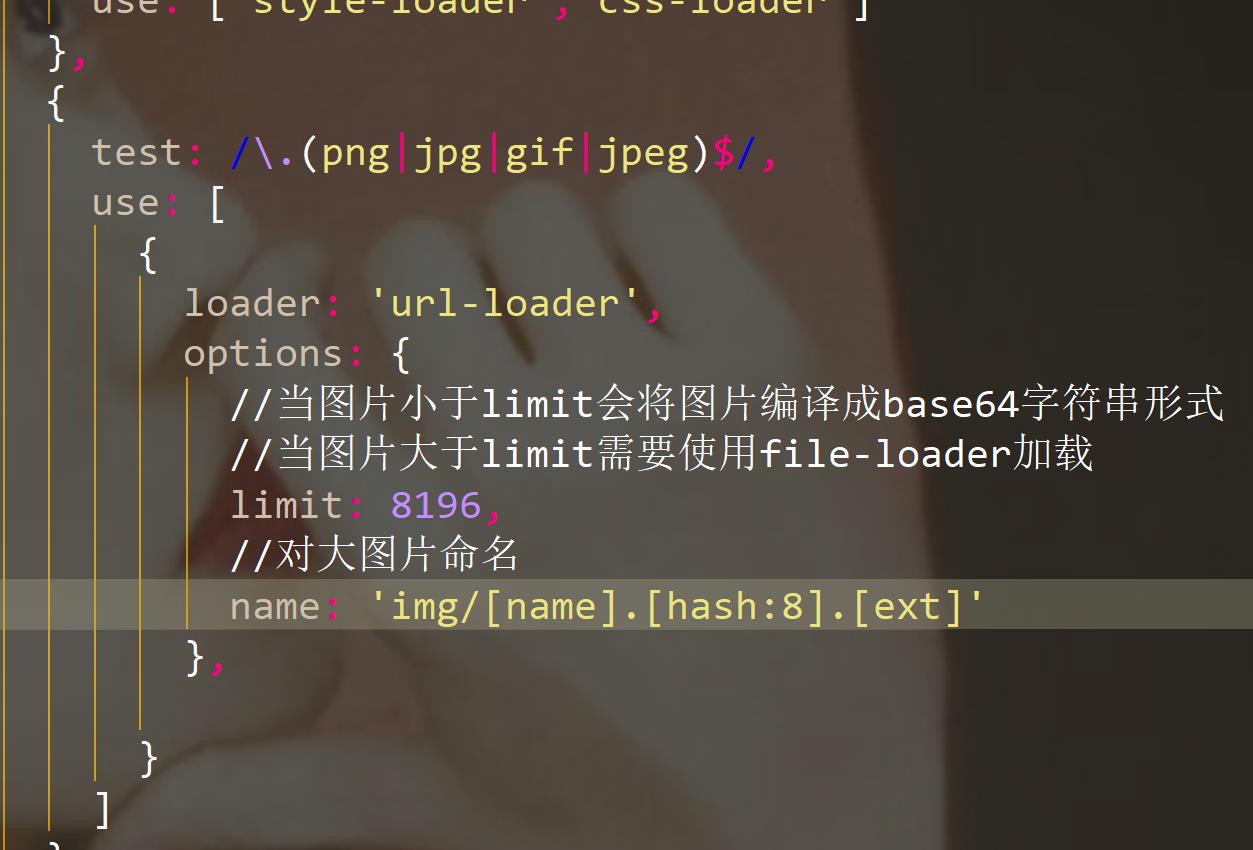 use: [ 'style-loader', 'css-loader' ]
},
{
test: /\.(png|jpg|gif|jpeg)$/,
use: [
{
loader: 'url-loader',
options: {
//当图片小于limit会将图片编译成base64字符串形式
//当图片大于limit需要使用file-loader加载
limit: 8196,
//对大图片命名
name: 'img/[name].[hash:8].[ext]'
},
}
]
}